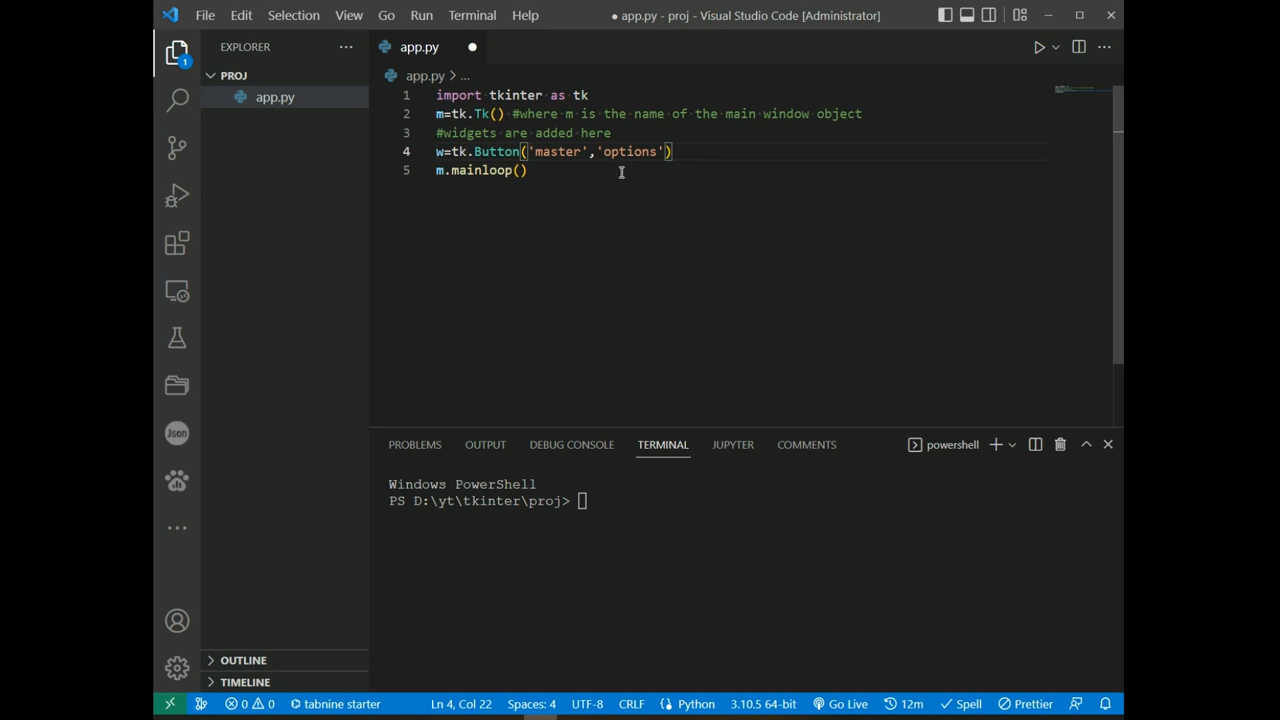 File Edit Selection View Go Run Terminal Help ● app.py - proj - Visual Studio Code [Administrator]
EXPLORER ···
app.py ●
PROJ
app.py > ...
app.py
1 import tkinter as tk
2 m=tk.Tk() #where m is the name of the main window object
3 #widgets are added here
4 w=tk.Button('master','options')
5 m.mainloop()
1
Json
PROBLEMS OUTPUT DEBUG CONSOLE TERMINAL JUPYTER COMMENTS powershell
Windows PowerShell
PS D:\yt\tkinter\proj>
OUTLINE
TIMELINE
0 0 tabnine starter Ln 4, Col 22 Spaces: 4 UTF-8 CRLF Python 3.10.5 64-bit Go Live 12m Spell Prettier